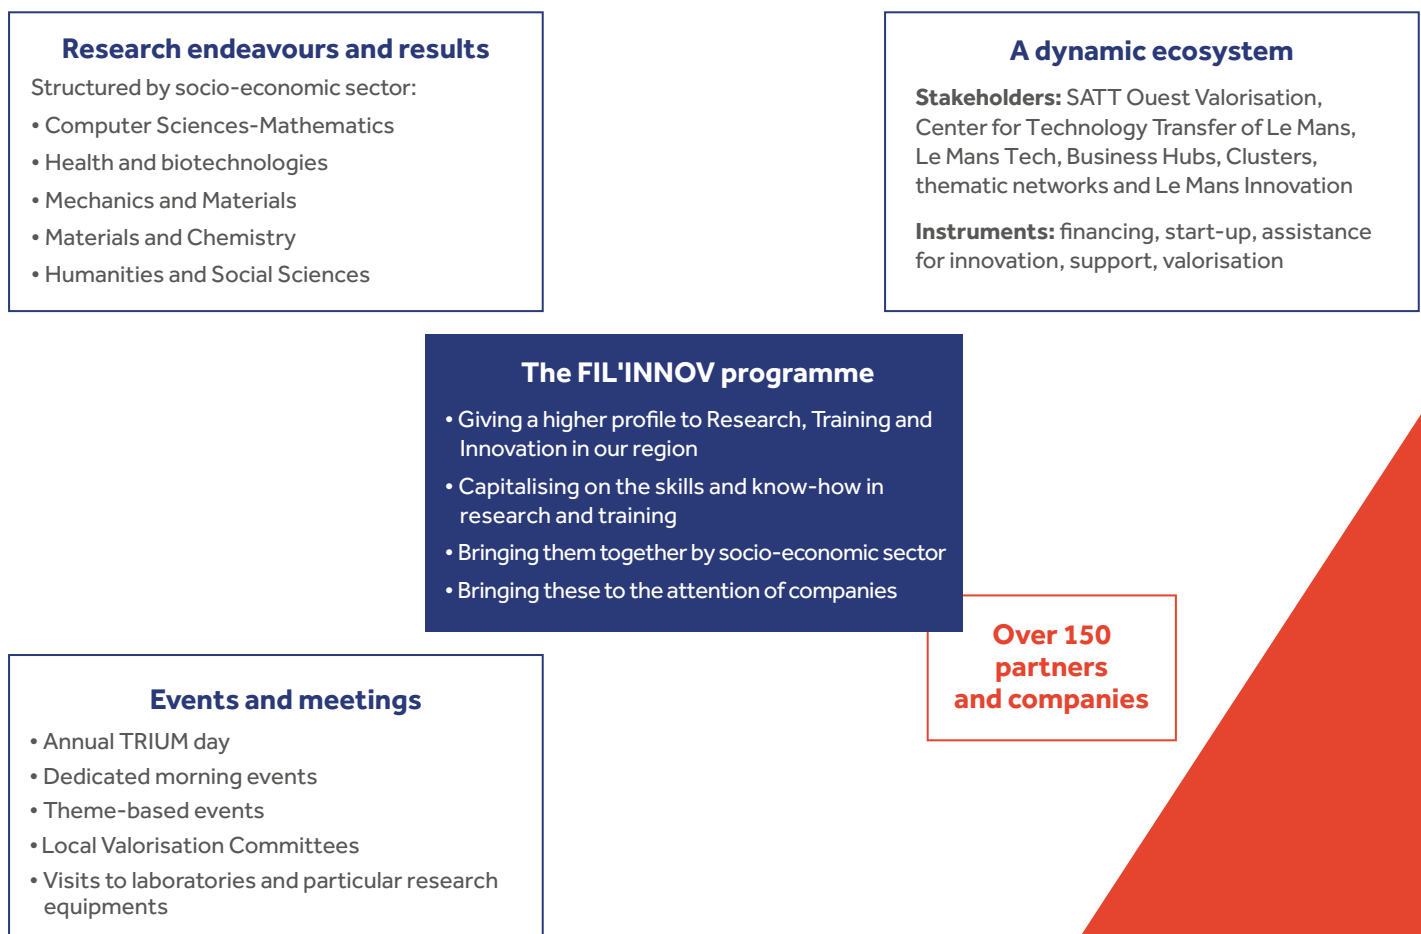 Research endeavours and results
Structured by socio-economic sector:
• Computer Sciences-Mathematics
• Health and biotechnologies
• Mechanics and Materials
• Materials and Chemistry
• Humanities and Social Sciences
A dynamic ecosystem
Stakeholders: SATT Ouest Valorisation,
Center for Technology Transfer of Le Mans,
Le Mans Tech, Business Hubs, Clusters,
thematic networks and Le Mans Innovation
Instruments: financing, start-up, assistance
for innovation, support, valorisation
The FIL'INNOV programme
• Giving a higher profile to Research, Training and
Innovation in our region
• Capitalising on the skills and know-how in
research and training
• Bringing them together by socio-economic sector
• Bringing these to the attention of companies
Over 150
partners
and companies
Events and meetings
• Annual TRIUM day
• Dedicated morning events
• Theme-based events
• Local Valorisation Committees
• Visits to laboratories and particular research
equipments